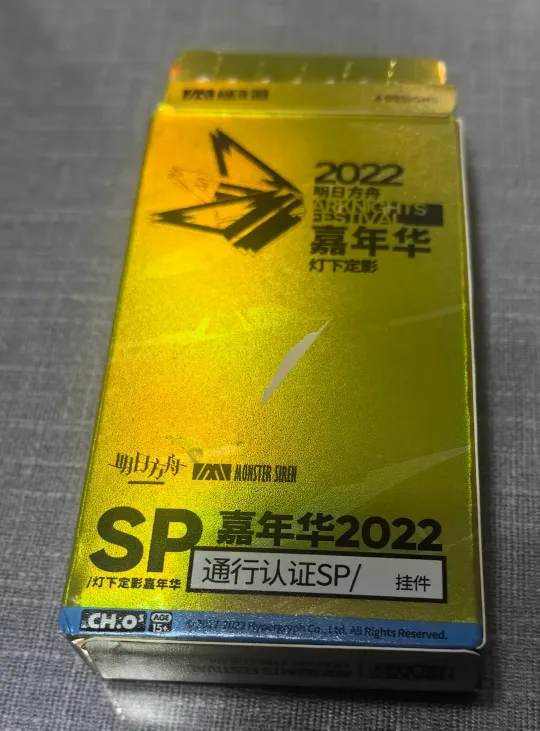 2022
明日方舟
ARKNIGHTS
FESTIVAL
嘉年华
灯下定影
明日方舟
MONSTER SIREN
SP
嘉年华2022
/灯下定影嘉年华
通行认证SP/
挂件
AGE
15+
©2017-2022 Hypergryph Co., Ltd. All Rights Reserved.